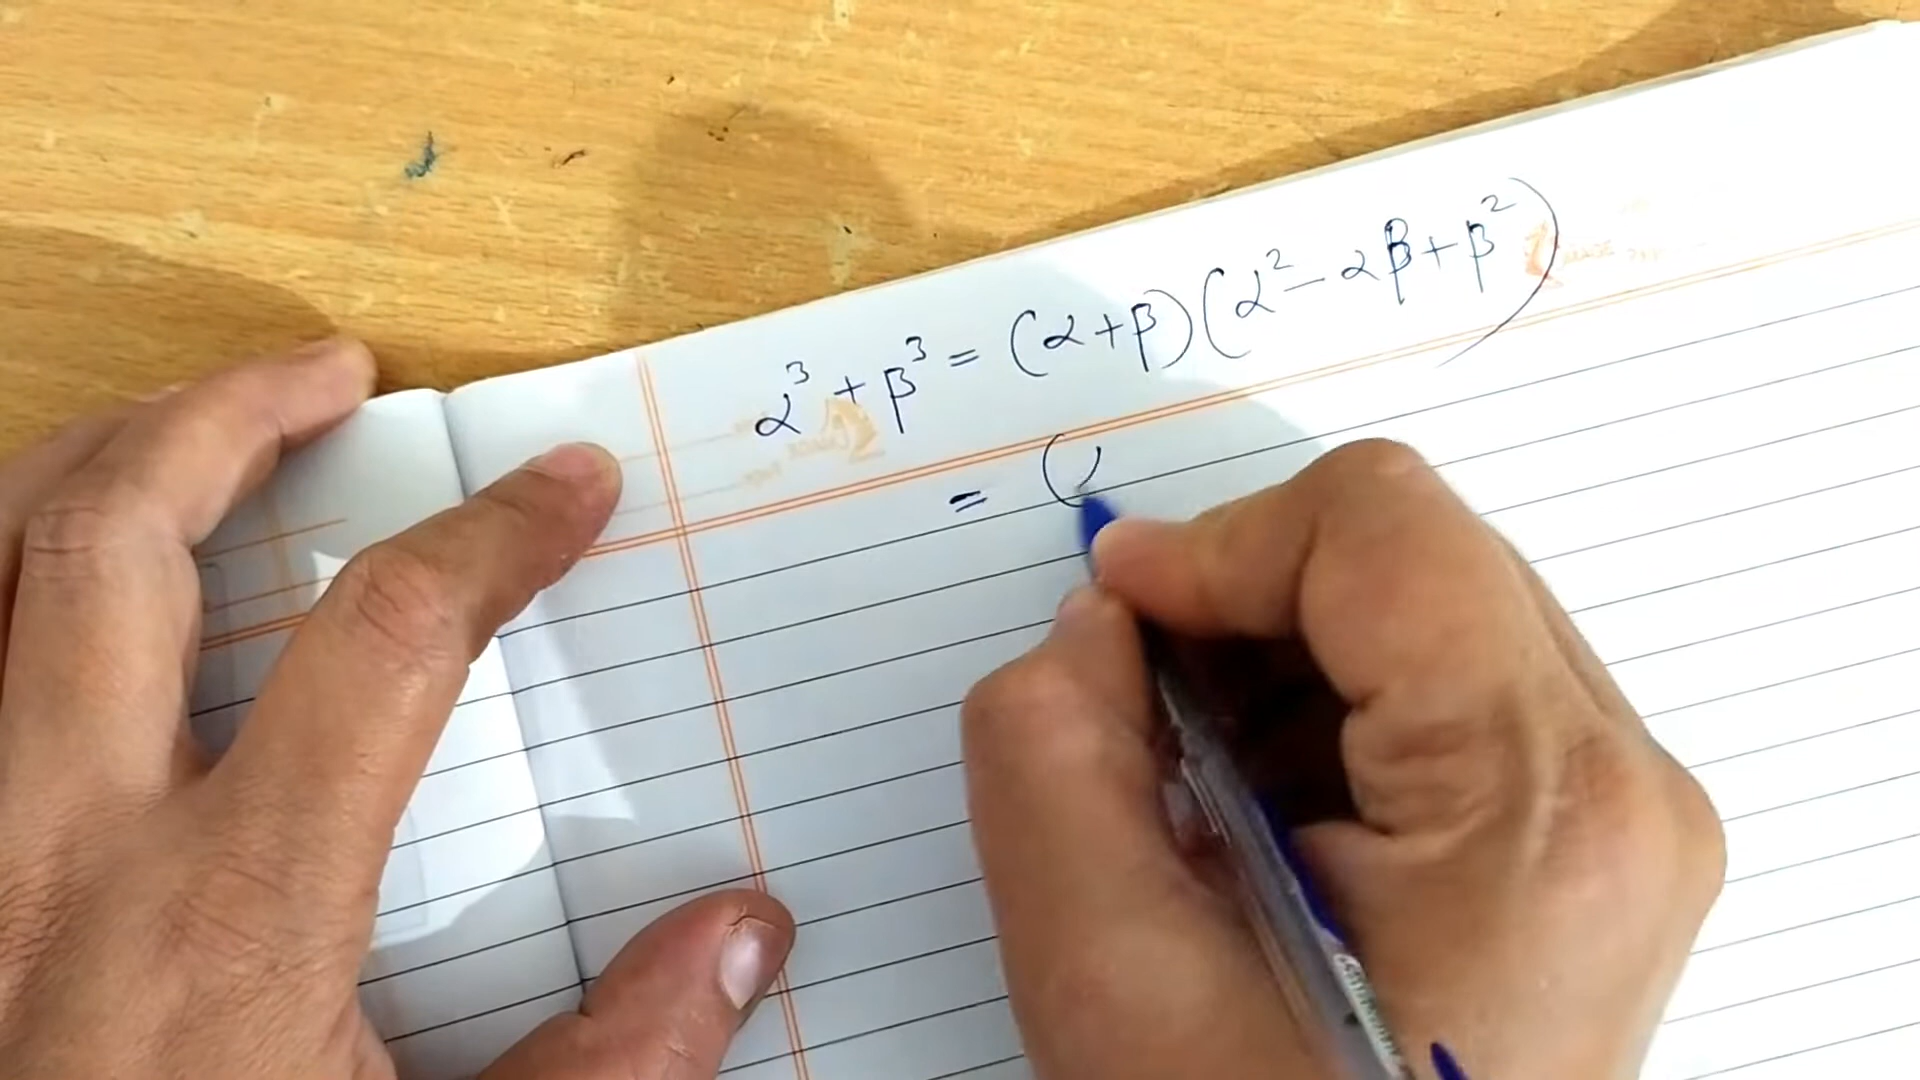 α³ + β³ = (α+β)(α² - αβ + β²)
= (